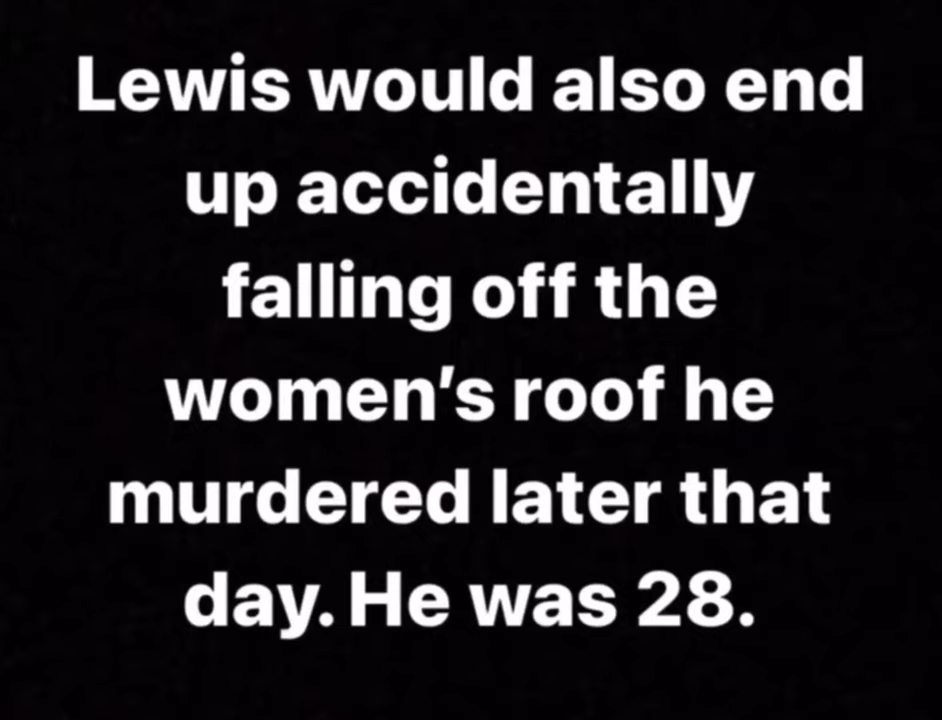 Lewis would also end
up accidentally
falling off the
women’s roof he
murdered later that
day. He was 28.